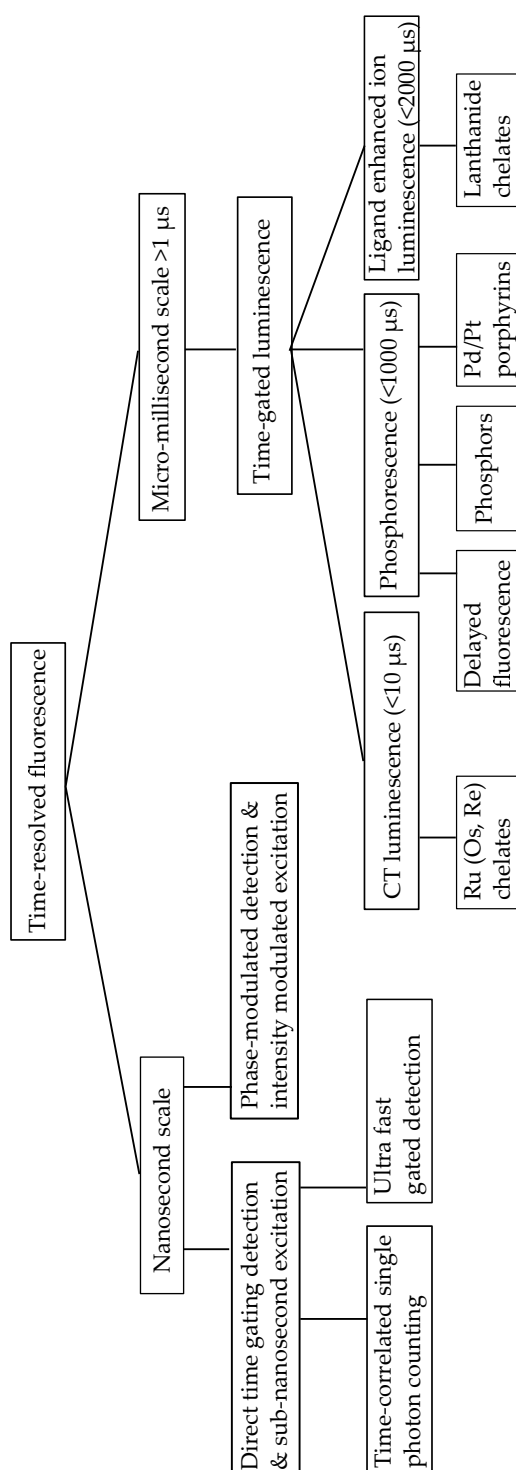 Time-resolved fluorescence
Nanosecond scale
Micro-millisecond scale >1 μs
Direct time gating detection
& sub-nanosecond excitation
Phase-modulated detection &
intensity modulated excitation
Time-gated luminescence
Time-correlated single
photon counting
Ultra fast
gated detection
CT luminescence (<10 μs)
Phosphorescence (<1000 μs)
Ligand enhanced ion
luminescence (<2000 μs)
Ru (Os, Re)
chelates
Delayed
fluorescence
Phosphors
Pd/Pt
porphyrins
Lanthanide
chelates